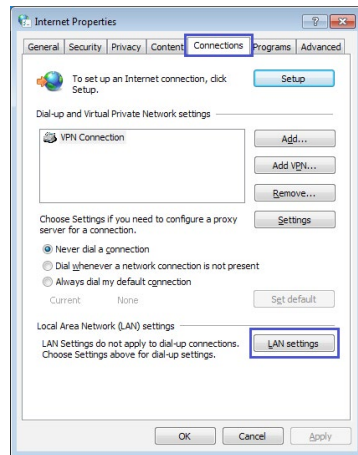 Internet Properties
General Security Privacy Content Connections Programs Advanced
To set up an Internet connection, click
Setup.
Setup
Dial-up and Virtual Private Network settings
VPN Connection
Add...
Add VPN...
Remove...
Choose Settings if you need to configure a proxy
server for a connection.
Settings
Never dial a connection
Dial whenever a network connection is not present
Always dial my default connection
Current None
Set default
Local Area Network (LAN) settings
LAN Settings do not apply to dial-up connections.
Choose Settings above for dial-up settings.
LAN settings
OK Cancel Apply